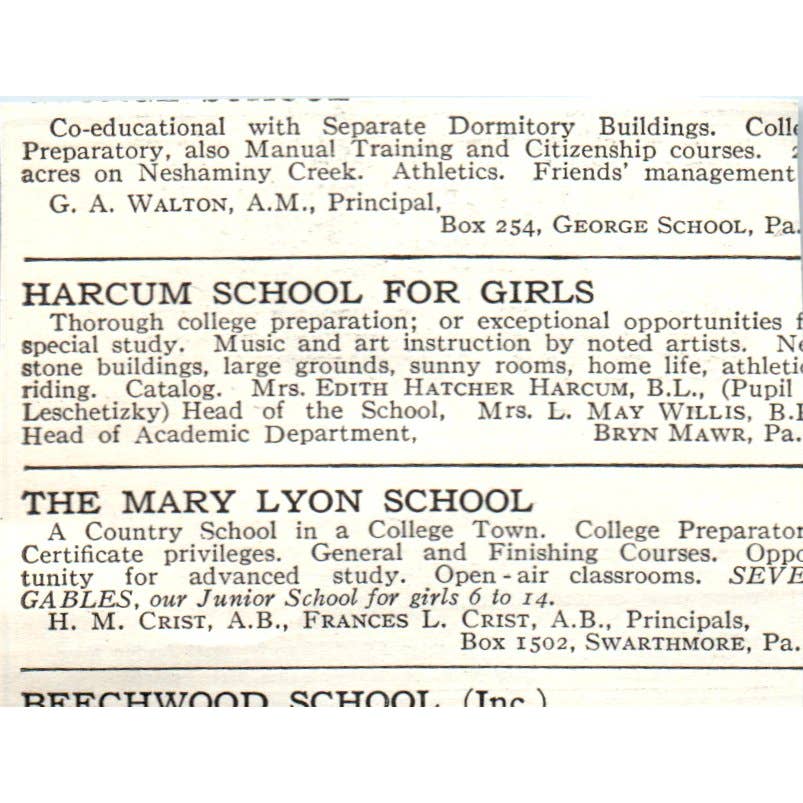 SCHOOL
Co-educational with Separate Dormitory Buildings.
Preparatory, also Manual Training and Citizenship courses.
acres on Neshaminy Creek. Athletics. Friends' management
G. A. WALTON, A.M., Principal,
Box 254, GEORGE SCHOOL, Pa.
HARCUM SCHOOL FOR GIRLS
Thorough college preparation; or exceptional opportunities
special study. Music and art instruction by noted artists.
stone buildings, large grounds, sunny rooms, home life,
riding. Catalog. Mrs. EDITH HATCHER HARCUM, B.L., (Pupil
Leschetizky) Head of the School, Mrs. L. MAY WILLIS,
Head of Academic Department, BRYN MAWR, Pa.
THE MARY LYON SCHOOL
A Country School in a College Town. College
Certificate privileges. General and Finishing Courses.
tunity for advanced study. Open-air classrooms.
GABLES, our Junior School for girls 6 to 14.
H. M. CRIST, A.B., FRANCES L. CRIST, A.B., Principals,
Box 1502, SWARTHMORE, Pa.
BEECHWOOD SCHOOL (Inc.)